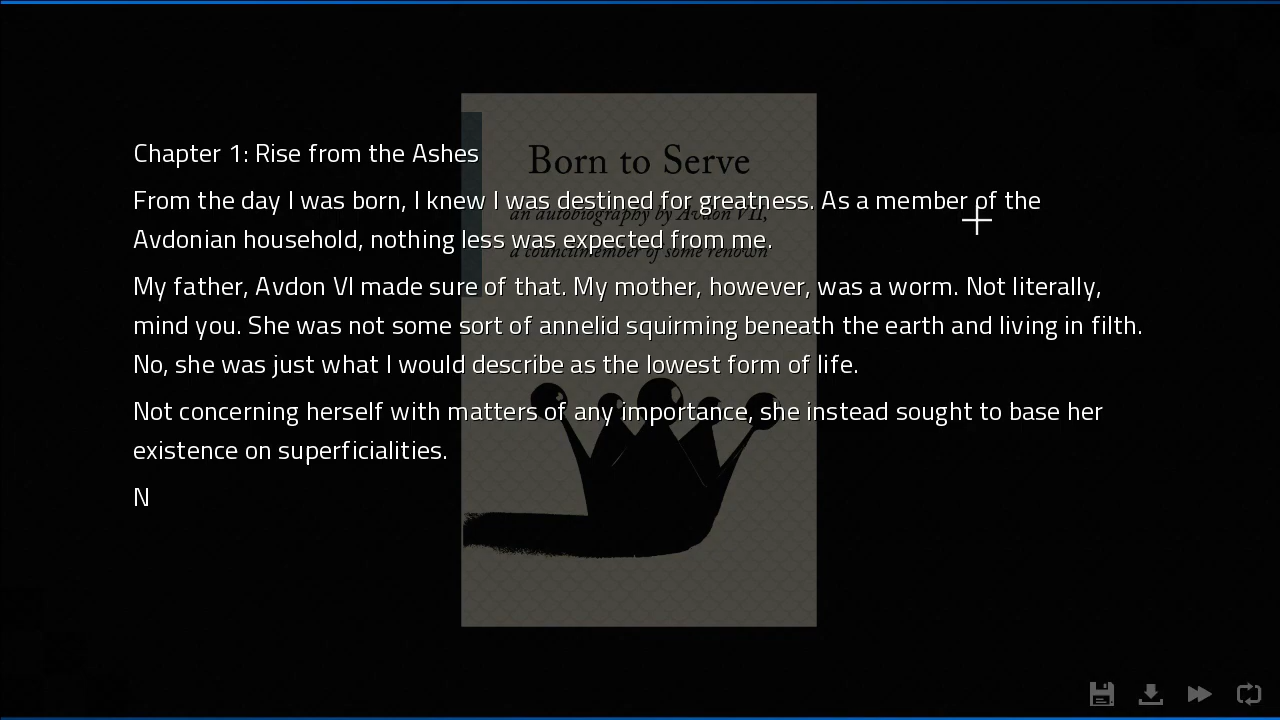 Chapter 1: Rise from the Ashes
Born to Serve
From the day I was born, I knew I was destined for greatness. As a member of the
an autobiography by Avdon VII,
Avdonian household, nothing less was expected from me.
a councilmember of some renown
My father, Avdon VI made sure of that. My mother, however, was a worm. Not literally,
mind you. She was not some sort of annelid squirming beneath the earth and living in filth.
No, she was just what I would describe as the lowest form of life.
Not concerning herself with matters of any importance, she instead sought to base her
existence on superficialities.
N